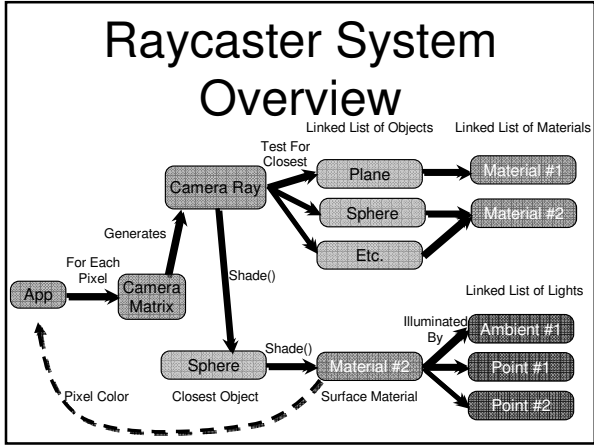 Raycaster System
Overview
Linked List of Objects
Linked List of Materials
Test For
Closest
Plane
Material #1
Camera Ray
Sphere
Material #2
Generates
Etc.
For Each
Pixel
App
Camera
Matrix
Shade()
Linked List of Lights
Illuminated
By
Ambient #1
Shade()
Sphere
Material #2
Point #1
Pixel Color
Closest Object
Surface Material
Point #2